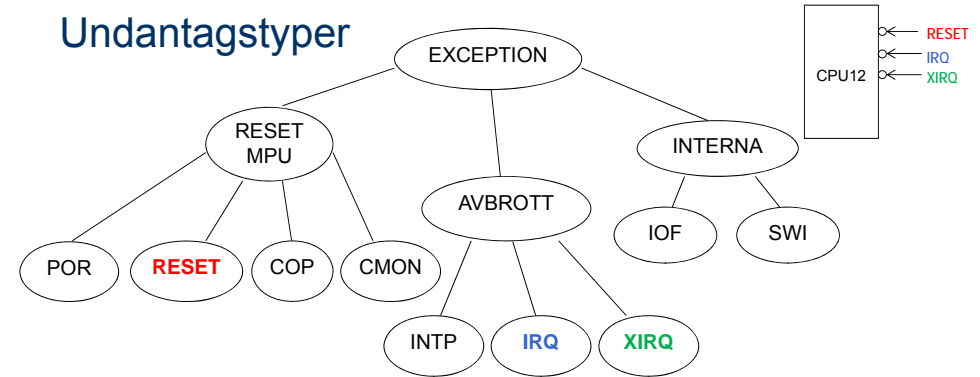 Undantagstyper
EXCEPTION
RESET
IRQ
XIRQ
CPU12
RESET
MPU
INTERNA
AVBROTT
IOF
SWI
POR
RESET
COP
CMON
INTP
IRQ
XIRQ